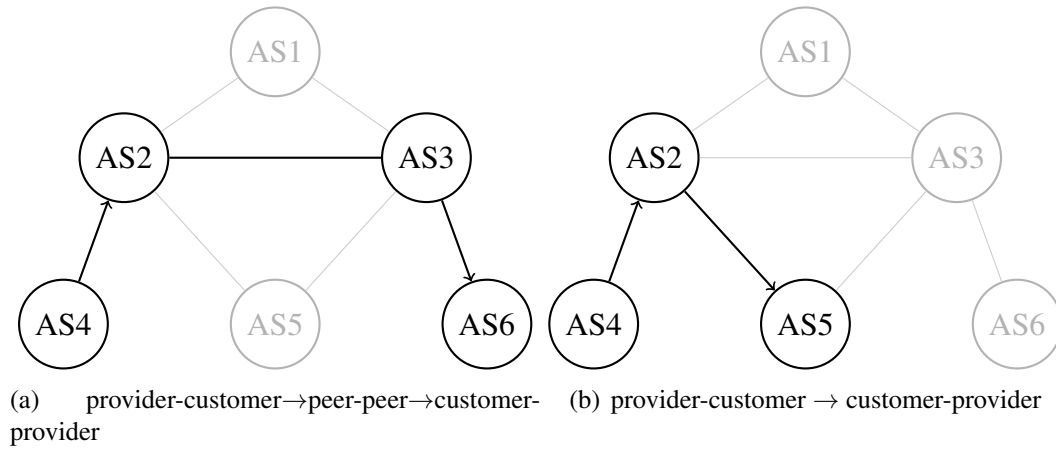 AS1
AS2
AS3
AS4
AS5
AS6
(a) provider-customer→peer-peer→customer-
provider
AS1
AS2
AS3
AS4
AS5
AS6
(b) provider-customer → customer-provider